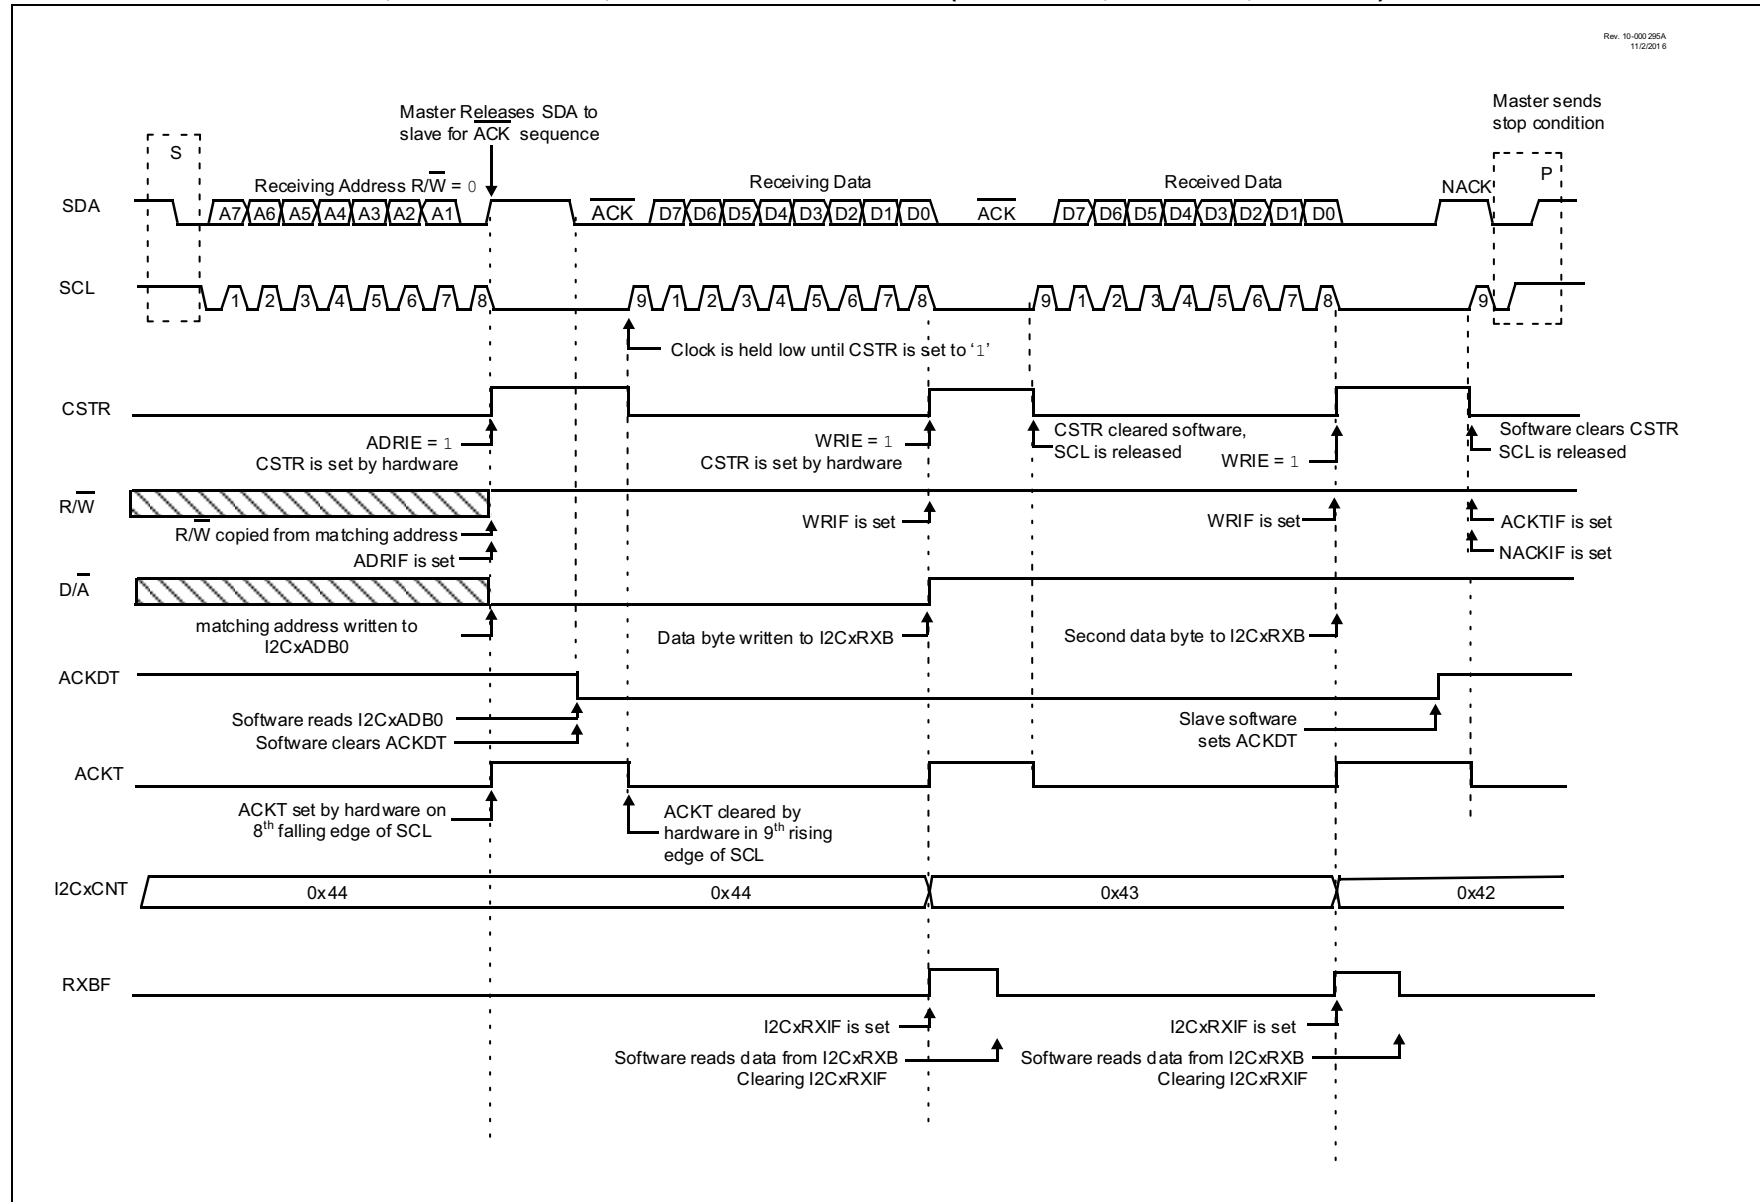 Rev. 10-000295A
11/2/2016
Master Releases SDA to
slave for ACK sequence
Master sends
stop condition
S
P
Receiving Address R/W = 0
Receiving Data
Received Data
NACK
SDA
A7 A6 A5 A4 A3 A2 A1
ACK
D7 D6 D5 D4 D3 D2 D1 D0
ACK
D7 D6 D5 D4 D3 D2 D1 D0
SCL
1 2 3 4 5 6 7 8 9 1 2 3 4 5 6 7 8 9 1 2 3 4 5 6 7 8 9
Clock is held low until CSTR is set to ‘1’
CSTR
ADRIE = 1
CSTR is set by hardware
WRIE = 1
CSTR is set by hardware
CSTR cleared software,
SCL is released
WRIE = 1
Software clears CSTR
SCL is released
R/W
R/W copied from matching address
ADRIF is set
WRIF is set
WRIF is set
ACKTIF is set
NACKIF is set
D/A
matching address written to
I2CxADB0
Data byte written to I2CxRXB
Second data byte to I2CxRXB
ACKDT
Software reads I2CxADB0
Software clears ACKDT
Slave software
sets ACKDT
ACKT
ACKT set by hardware on
8th falling edge of SCL
ACKT cleared by
hardware in 9th rising
edge of SCL
I2CxCNT
0x44
0x44
0x43
0x42
RXBF
I2CxRXIF is set
Software reads data from I2CxRXB
Clearing I2CxRXIF
I2CxRXIF is set
Software reads data from I2CxRXB
Clearing I2CxRXIF